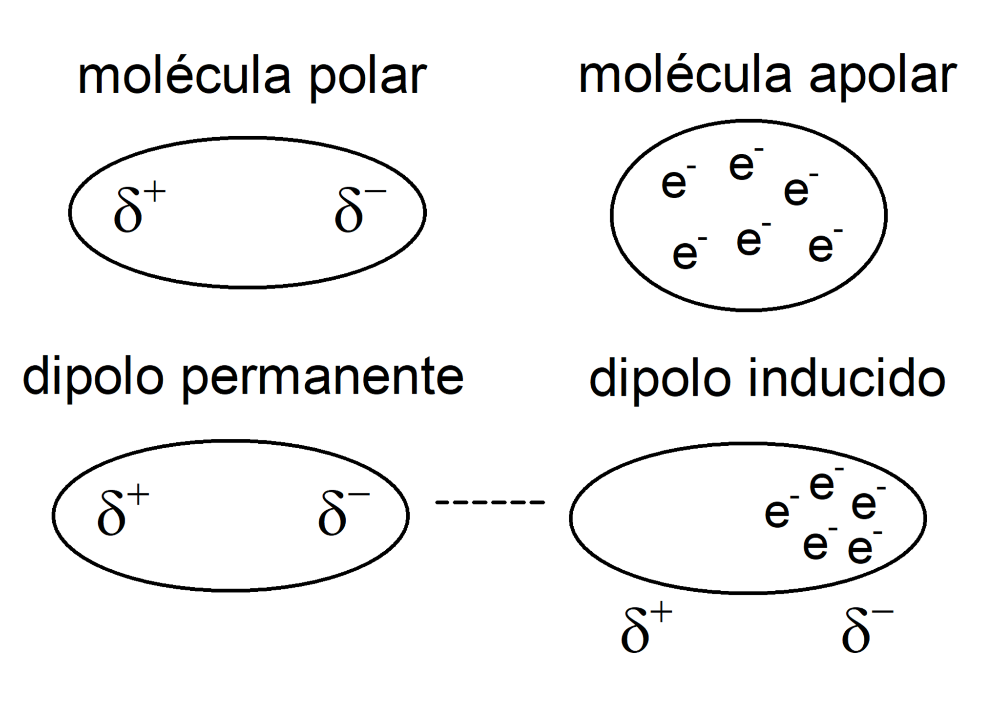 molécula polar
molécula apolar
δ⁺ δ⁻
e⁻ e⁻ e⁻
e⁻ e⁻ e⁻
dipolo permanente
dipolo inducido
δ⁺ δ⁻
e⁻ e⁻ e⁻
e⁻ e⁻
δ⁺ δ⁻